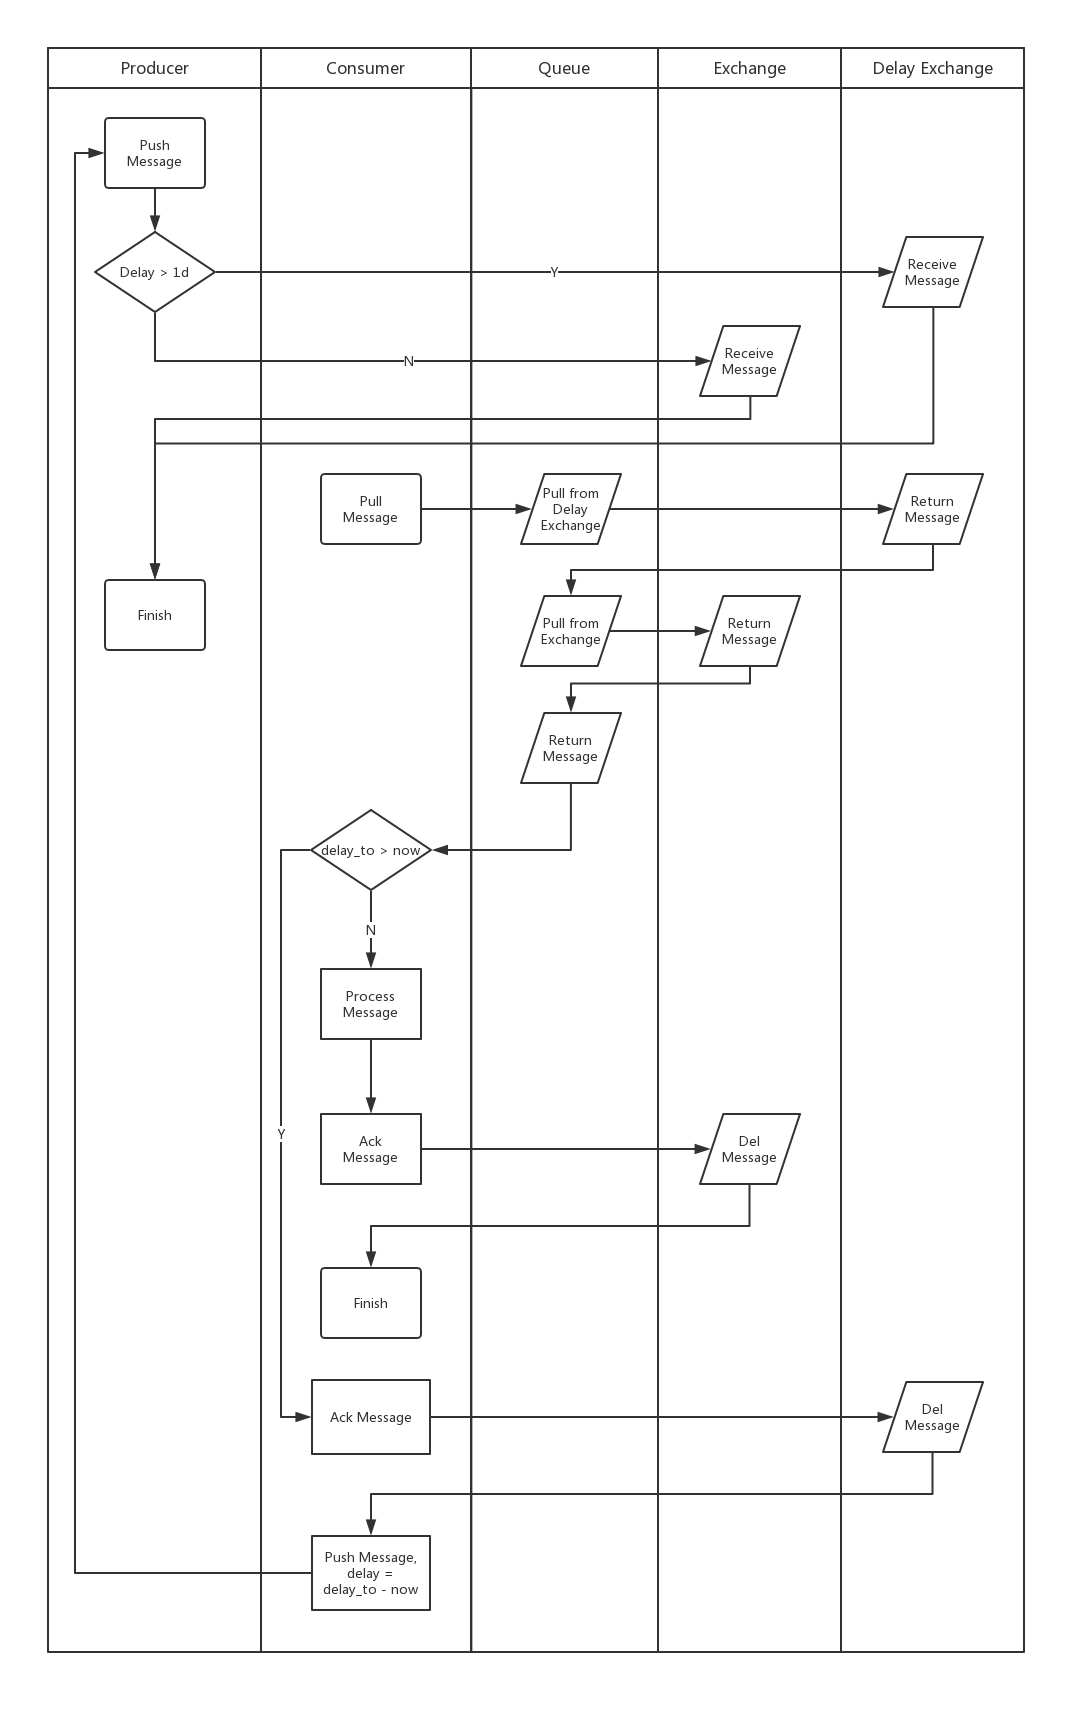 Producer
Consumer
Queue
Exchange
Delay Exchange
Push
Message
Delay > 1d
Y
Receive
Message
N
Receive
Message
Pull
Message
Pull from
Delay
Exchange
Return
Message
Finish
Pull from
Exchange
Return
Message
Return
Message
delay_to > now
N
Process
Message
Y
Ack
Message
Del
Message
Finish
Ack Message
Del
Message
Push Message,
delay =
delay_to - now